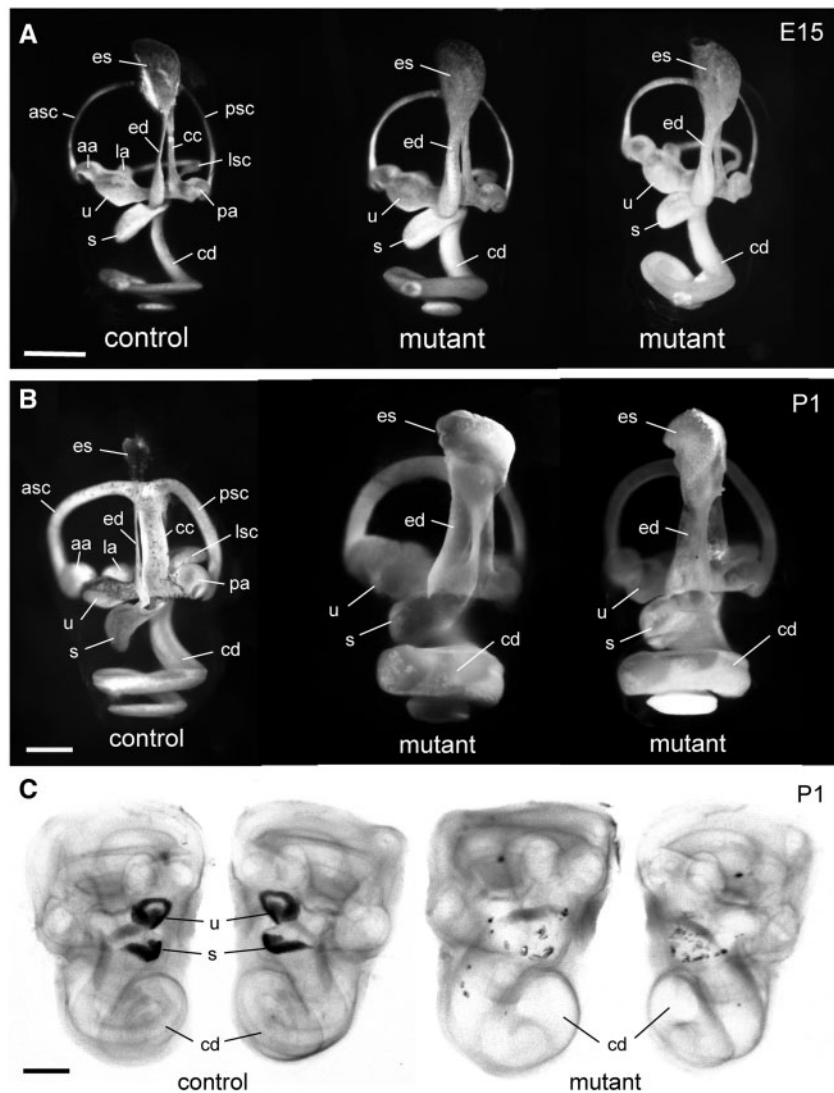 A E15
es
asc psc
ed cc
aa la lsc
u pa
s
cd
control
es
ed
u
s
cd
mutant
es
ed
u
s
cd
mutant
B P1
es
asc psc
ed cc
aa la lsc
pa
u
s
cd
control
es
ed
u
s
cd
mutant
es
ed
u
s
cd
mutant
C P1
u
s
cd
control
cd
mutant